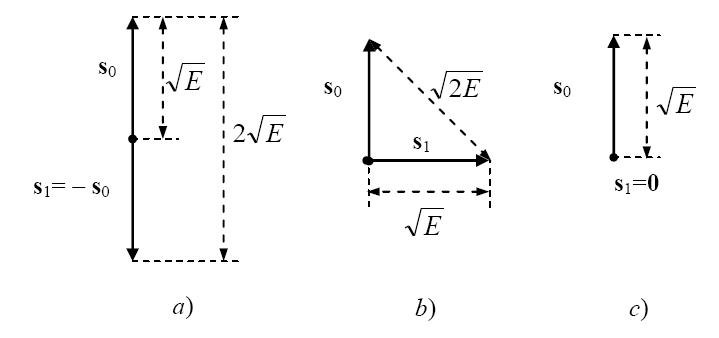 s₀
√E
2√E
s₁= – s₀
a)
s₀
√2E
s₁
√E
b)
s₀
√E
s₁=0
c)